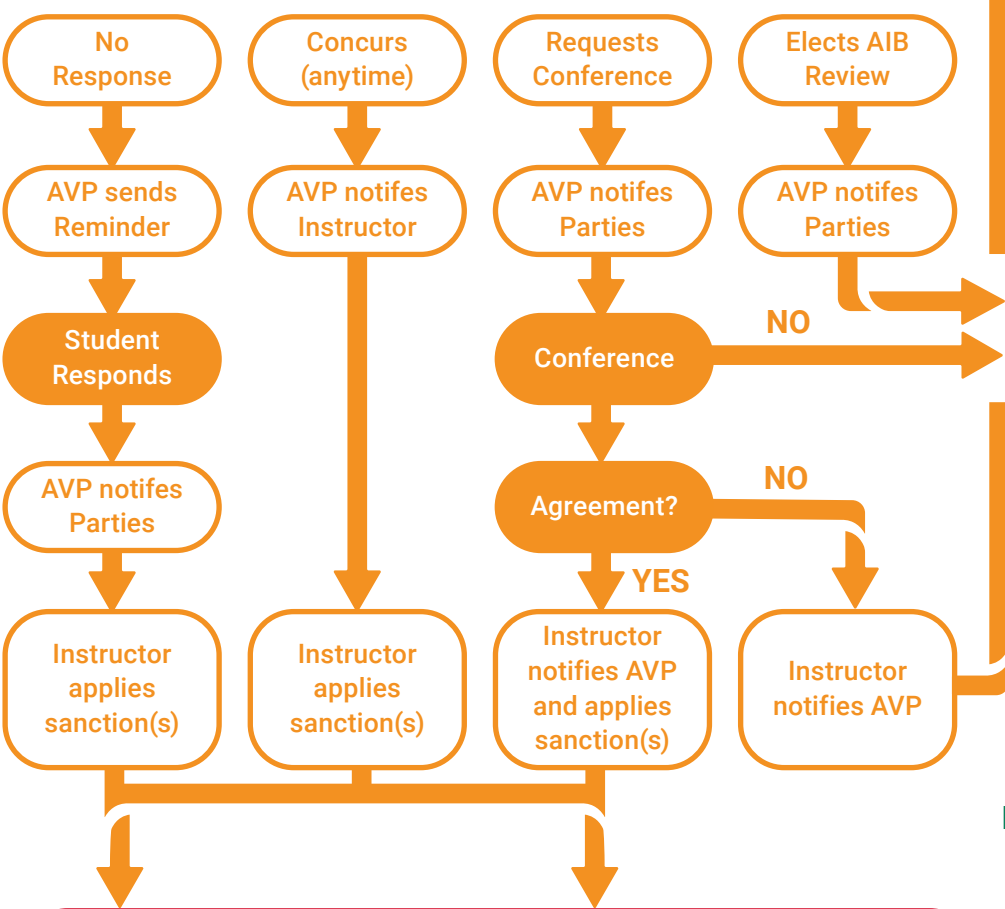 No
Response
Concurs
(anytime)
Requests
Conference
Elects AIB
Review
AVP sends
Reminder
AVP notifes
Instructor
AVP notifes
Parties
AVP notifes
Parties
Student
Responds
Conference
NO
AVP notifes
Parties
Agreement?
NO
YES
Instructor
applies
sanction(s)
Instructor
applies
sanction(s)
Instructor
notifies AVP
and applies
sanction(s)
Instructor
notifies AVP